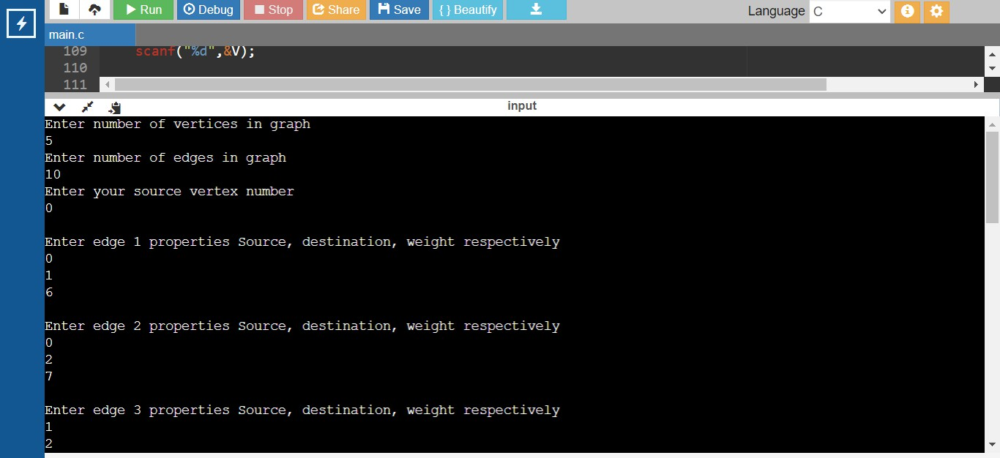 Run Debug Stop Share Save { } Beautify Language C
main.c
109 scanf("%d",&V);
110
111
input
Enter number of vertices in graph
5
Enter number of edges in graph
10
Enter your source vertex number
0
Enter edge 1 properties Source, destination, weight respectively
0
1
6
Enter edge 2 properties Source, destination, weight respectively
0
2
7
Enter edge 3 properties Source, destination, weight respectively
1
2